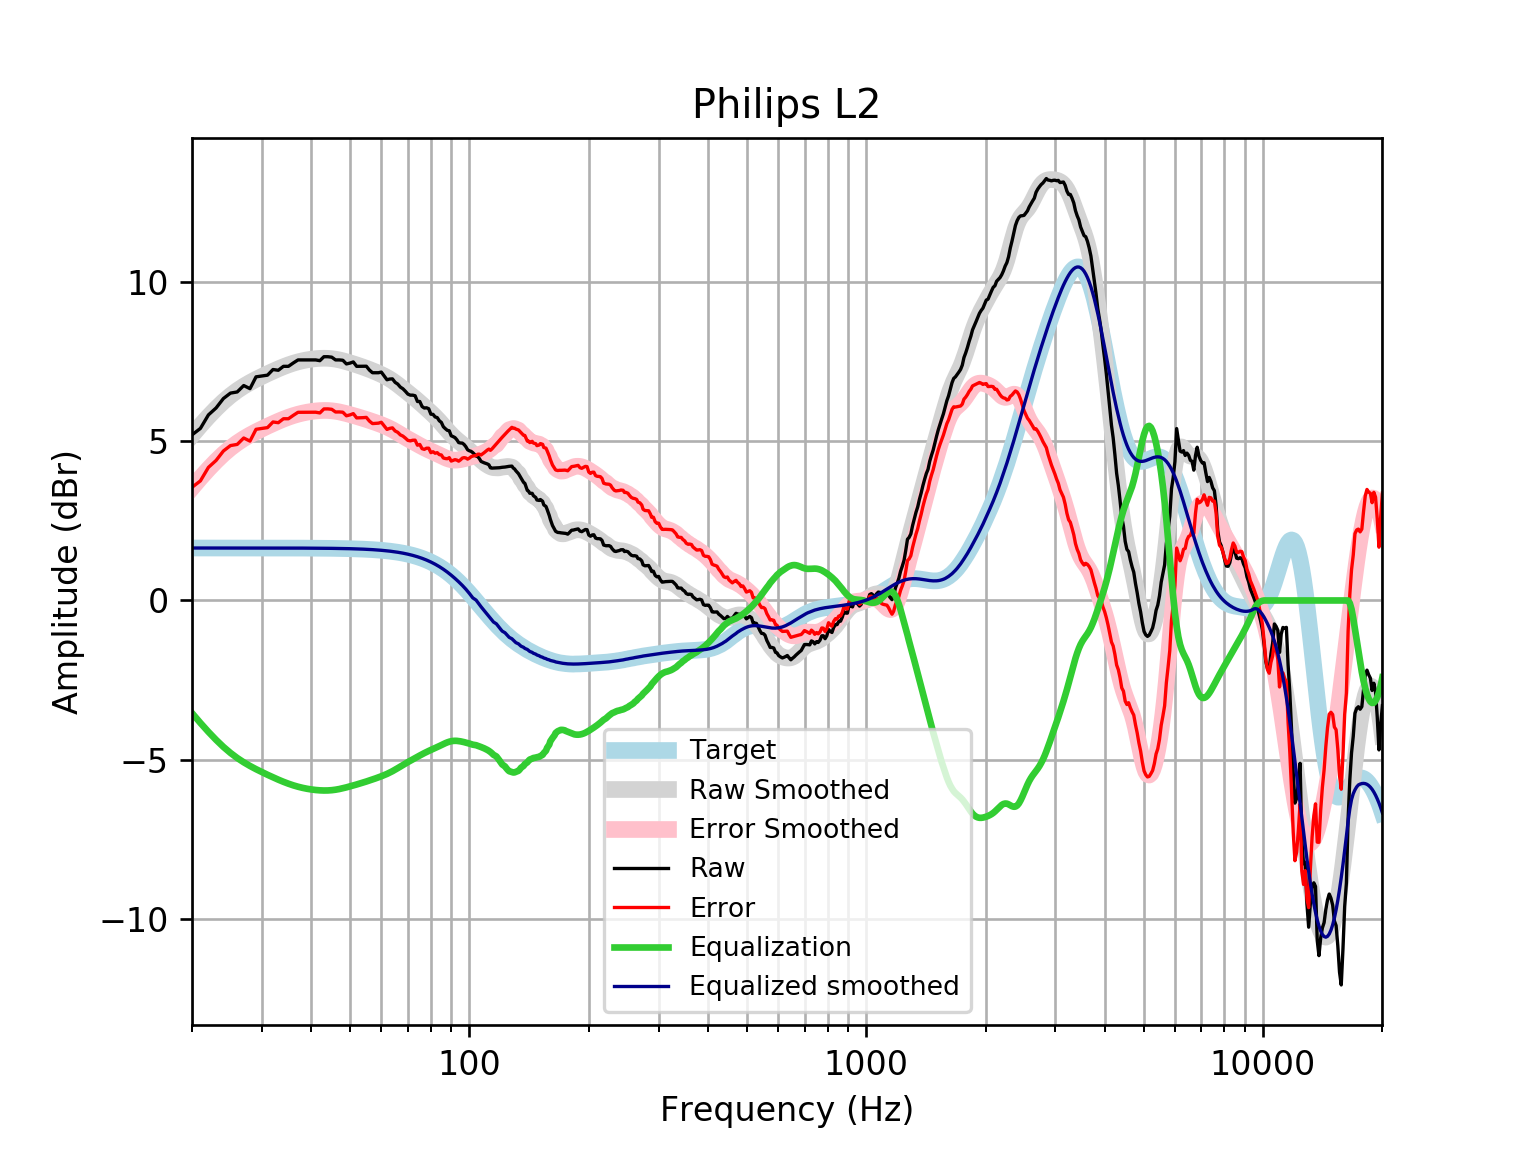 Philips L2
Amplitude (dBr)
10
5
0
−5
−10
Target
Raw Smoothed
Error Smoothed
Raw
Error
Equalization
Equalized smoothed
100
1000
10000
Frequency (Hz)